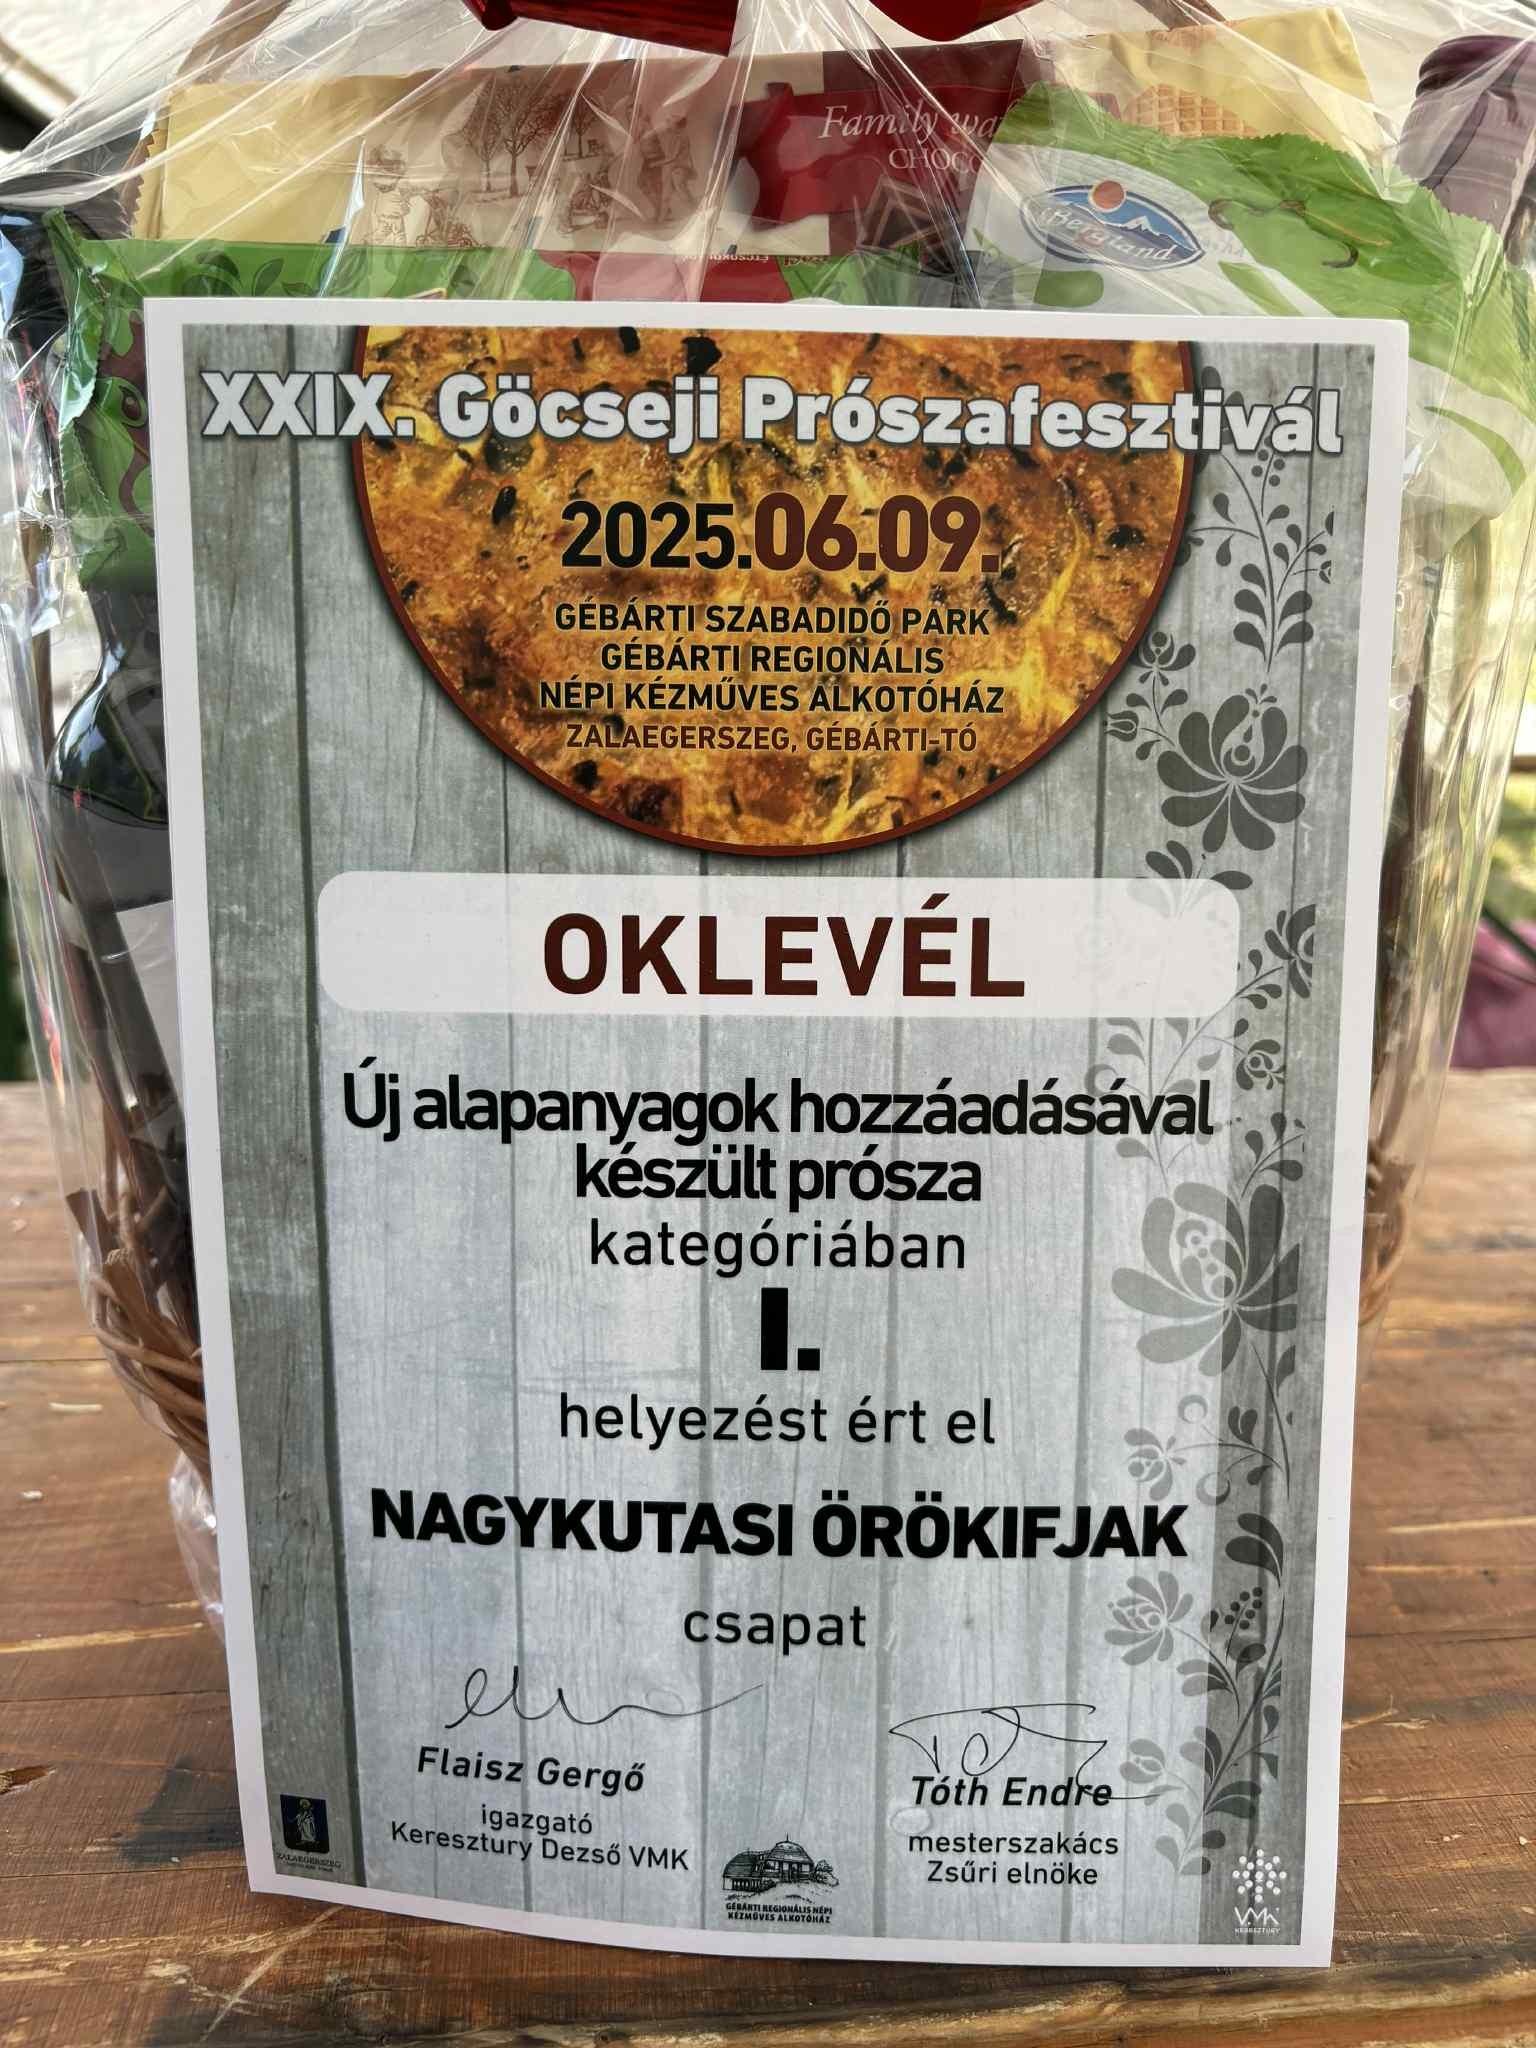 Family wa
CHOCO
Bergland
XXIX. Göcseji Prószafesztivál
2025.06.09.
GÉBÁRTI SZABADIDŐ PARK
GÉBÁRTI REGIONÁLIS
NÉPI KÉZMŰVES ALKOTÓHÁZ
ZALAEGERSZEG, GÉBÁRTI-TÓ
OKLEVÉL
Új alapanyagok hozzáadásával
készült prósza
kategóriában
I.
helyezést ért el
NAGYKUTASI ÖRÖKIFJAK
csapat
Flaisz Gergő
igazgató
Keresztury Dezső VMK
Tóth Endre
mesterszakács
Zsűri elnöke
ZALAEGERSZEG
GÉBÁRTI REGIONÁLIS NÉPI
KÉZMŰVES ALKOTÓHÁZ
VMK
KERESZTURY